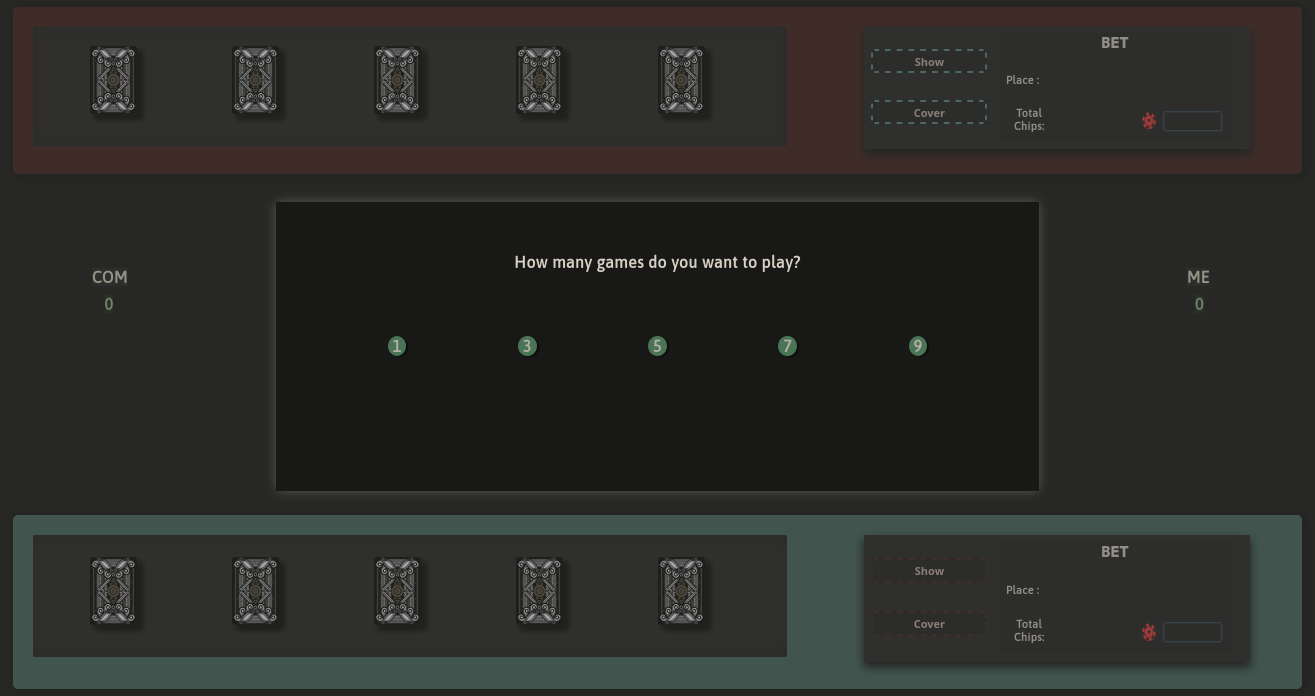 BET
Show
Place :
Cover
Total
Chips:
How many games do you want to play?
COM
0
ME
0
1
3
5
7
9
BET
Show
Place :
Cover
Total
Chips: